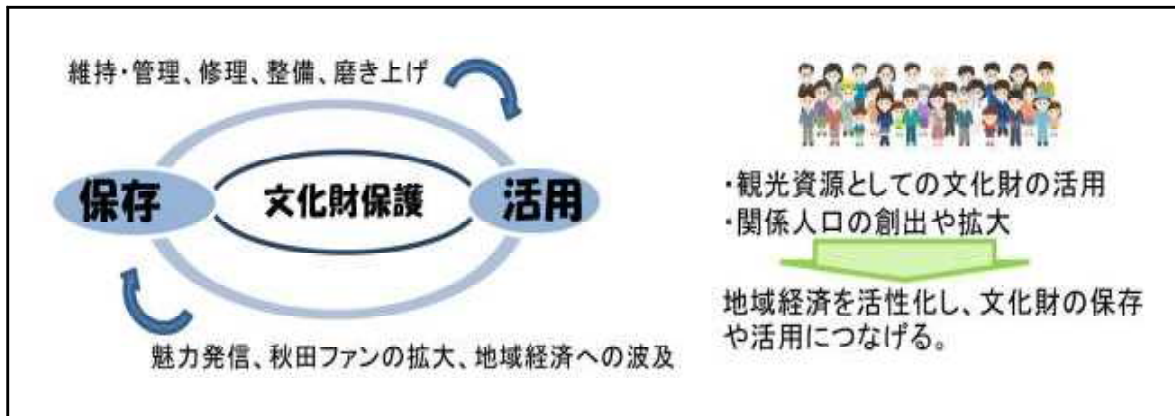 維持・管理、修理、整備、磨き上げ
保存
文化財保護
活用
魅力発信、秋田ファンの拡大、地域経済への波及
・観光資源としての文化財の活用
・関係人口の創出や拡大
地域経済を活性化し、文化財の保存
や活用につなげる。